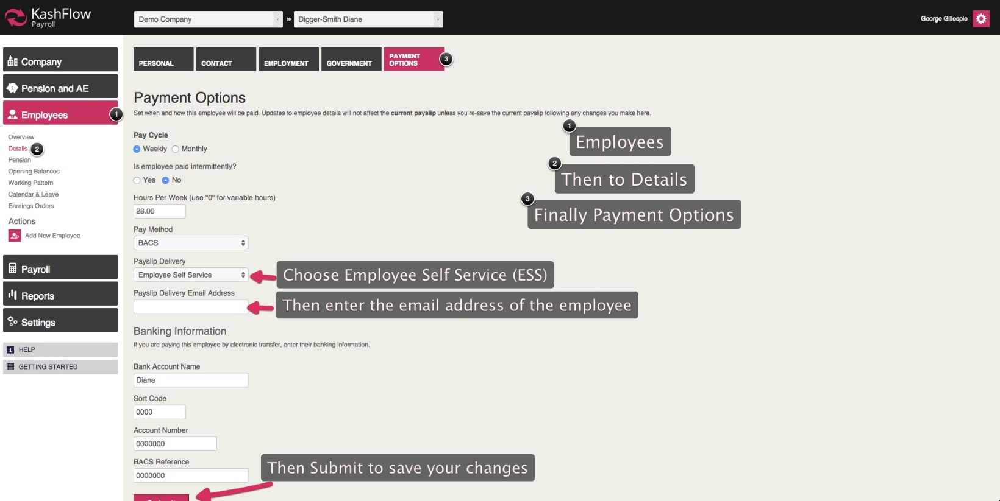 KashFlow
Payroll
Demo Company
»
Digger-Smith Diane
George Gillespie
Company
Pension and AE
Employees
1
Overview
Details
2
Pension
Opening Balances
Working Pattern
Calendar & Leave
Earnings Orders
Actions
Add New Employee
Payroll
Reports
Settings
HELP
GETTING STARTED
PERSONAL
CONTACT
EMPLOYMENT
GOVERNMENT
PAYMENT
OPTIONS
3
Payment Options
Set when and how this employee will be paid. Updates to employee details will not affect the current payslip unless you re-save the current payslip following any changes you make here.
Pay Cycle
Weekly Monthly
Is employee paid intermittently?
Yes No
Hours Per Week (use "0" for variable hours)
28.00
Pay Method
BACS
Payslip Delivery
Employee Self Service
Payslip Delivery Email Address
1
Employees
2
Then to Details
3
Finally Payment Options
Choose Employee Self Service (ESS)
Then enter the email address of the employee
Banking Information
If you are paying this employee by electronic transfer, enter their banking information.
Bank Account Name
Diane
Sort Code
0000
Account Number
0000000
BACS Reference
0000000
Then Submit to save your changes